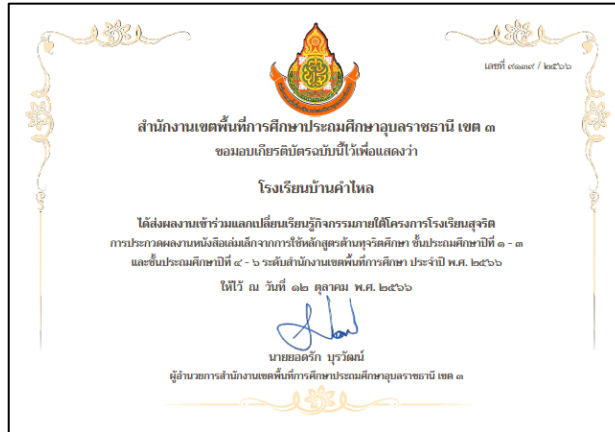 เลขที่ ๙๑๓๙ / ๒๕๖๖
สำนักงานเขตพื้นที่การศึกษาประถมศึกษาอุบลราชธานี เขต ๓
ขอมอบเกียรติบัตรฉบับนี้ไว้เพื่อแสดงว่า
โรงเรียนบ้านคำไหล
ได้ส่งผลงานเข้าร่วมแลกเปลี่ยนเรียนรู้กิจกรรมภายใต้โครงการโรงเรียนสุจริต
การประกวดผลงานหนังสือเล่มเล็กจากการใช้หลักสูตรต้านทุจริตศึกษา ชั้นประถมศึกษาปีที่ ๑ - ๓
และชั้นประถมศึกษาปีที่ ๔ - ๖ ระดับสำนักงานเขตพื้นที่การศึกษา ประจำปี พ.ศ. ๒๕๖๖
ให้ไว้ ณ วันที่ ๑๒ ตุลาคม พ.ศ. ๒๕๖๖
นายยอดรัก บุรวัฒน์
ผู้อำนวยการสำนักงานเขตพื้นที่การศึกษาประถมศึกษาอุบลราชธานี เขต ๓